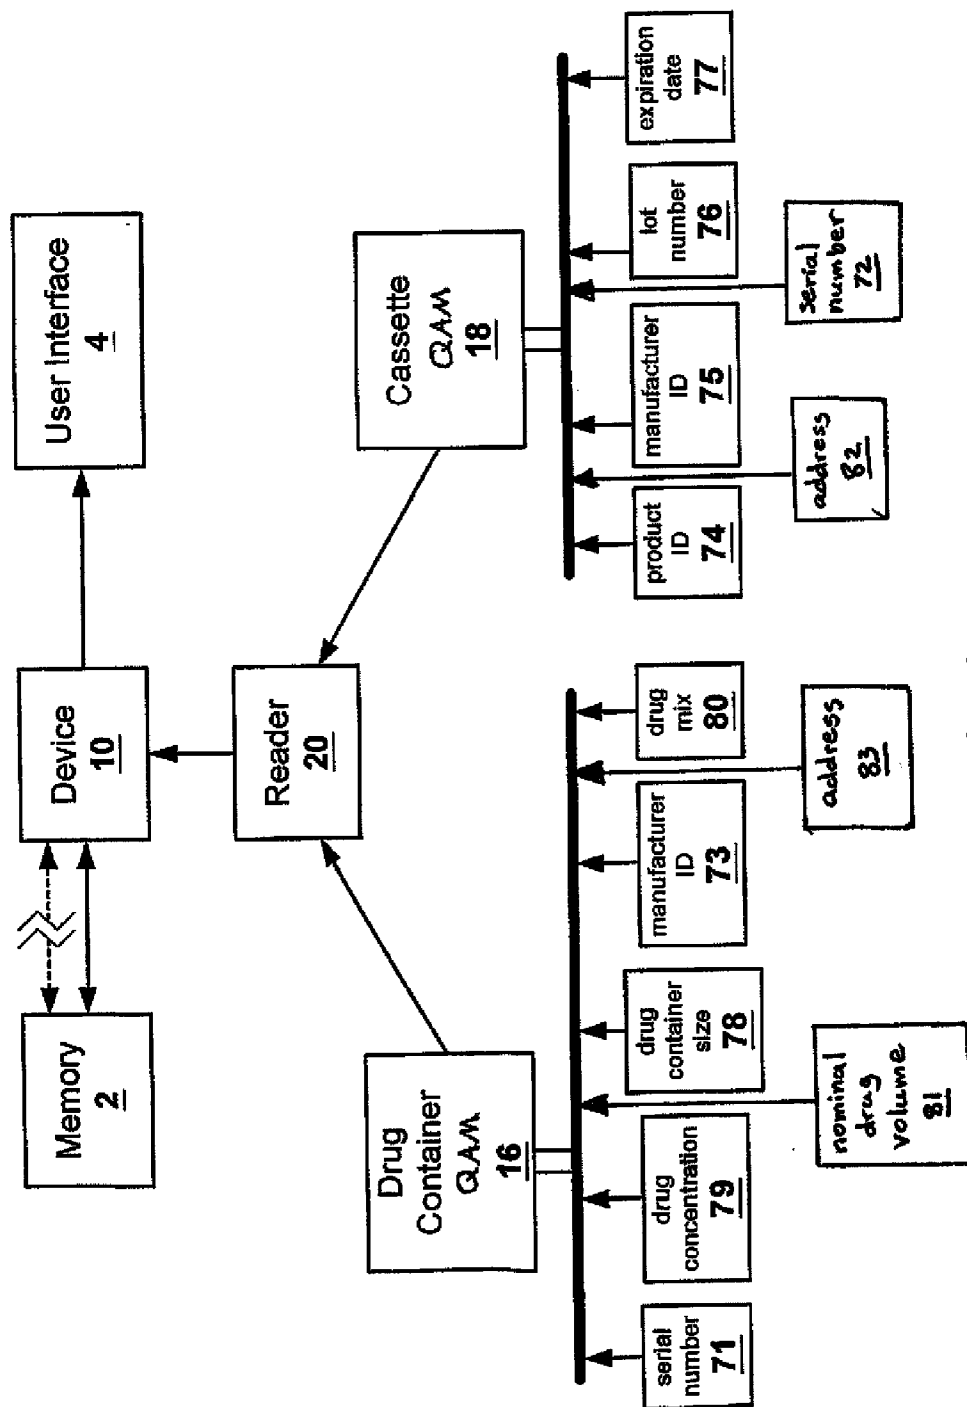 Memory
2
Device
10
User Interface
4
Reader
20
Drug
Container
QAM
16
Cassette
QAM
18
serial
number
71
drug
concentration
79
drug
container
size
78
manufacturer
ID
73
drug
mix
80
nominal
drug
volume
81
address
83
product
ID
74
manufacturer
ID
75
lot
number
76
expiration
date
77
address
82
serial
number
72